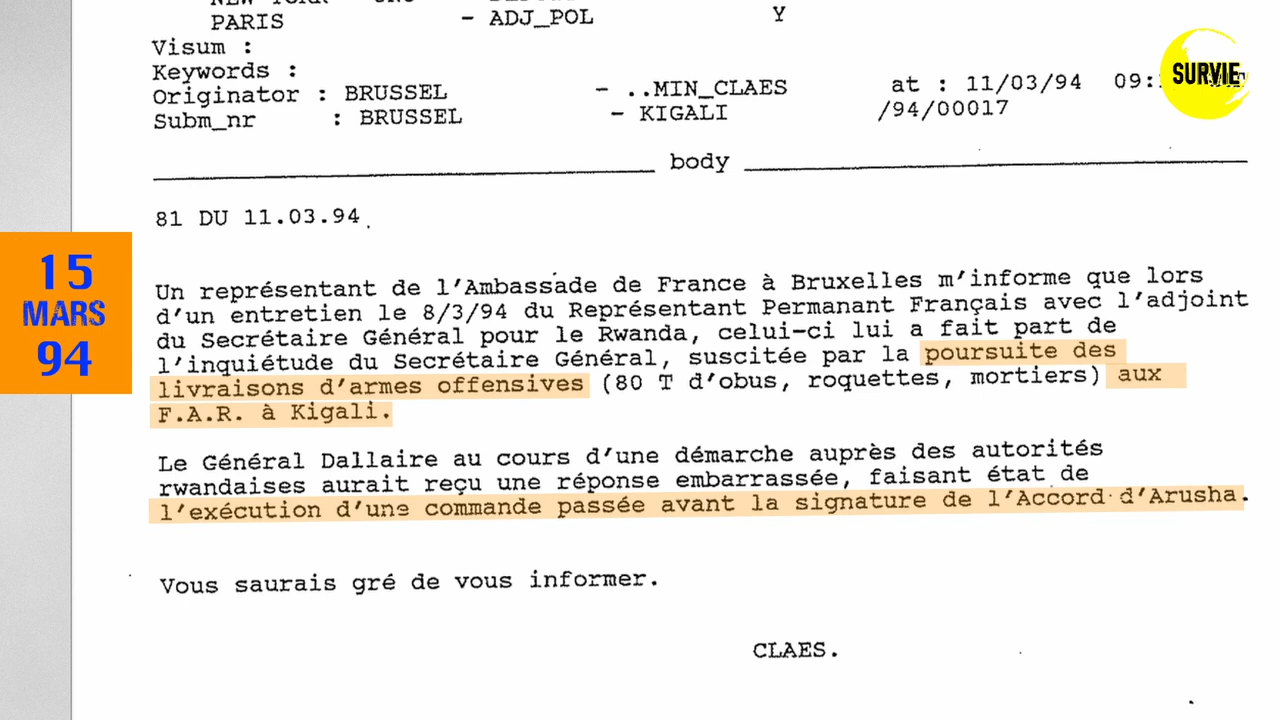 PARIS - ADJ_POL Y
Visum :
Keywords :
Originator : BRUSSEL - ..MIN_CLAES at : 11/03/94 09:
Subm_nr : BRUSSEL - KIGALI /94/00017
SURVIE
body
81 DU 11.03.94
15
MARS
94
Un représentant de l'Ambassade de France à Bruxelles m'informe que lors
d'un entretien le 8/3/94 du Représentant Permanant Français avec l'adjoint
du Secrétaire Général pour le Rwanda, celui-ci lui a fait part de
l'inquiétude du Secrétaire Général, suscitée par la poursuite des
livraisons d'armes offensives (80 T d'obus, roquettes, mortiers) aux
F.A.R. à Kigali.
Le Général Dallaire au cours d'une démarche auprès des autorités
rwandaises aurait reçu une réponse embarrassée, faisant état de
l'exécution d'une commande passée avant la signature de l'Accord d'Arusha.
Vous saurais gré de vous informer.
CLAES.